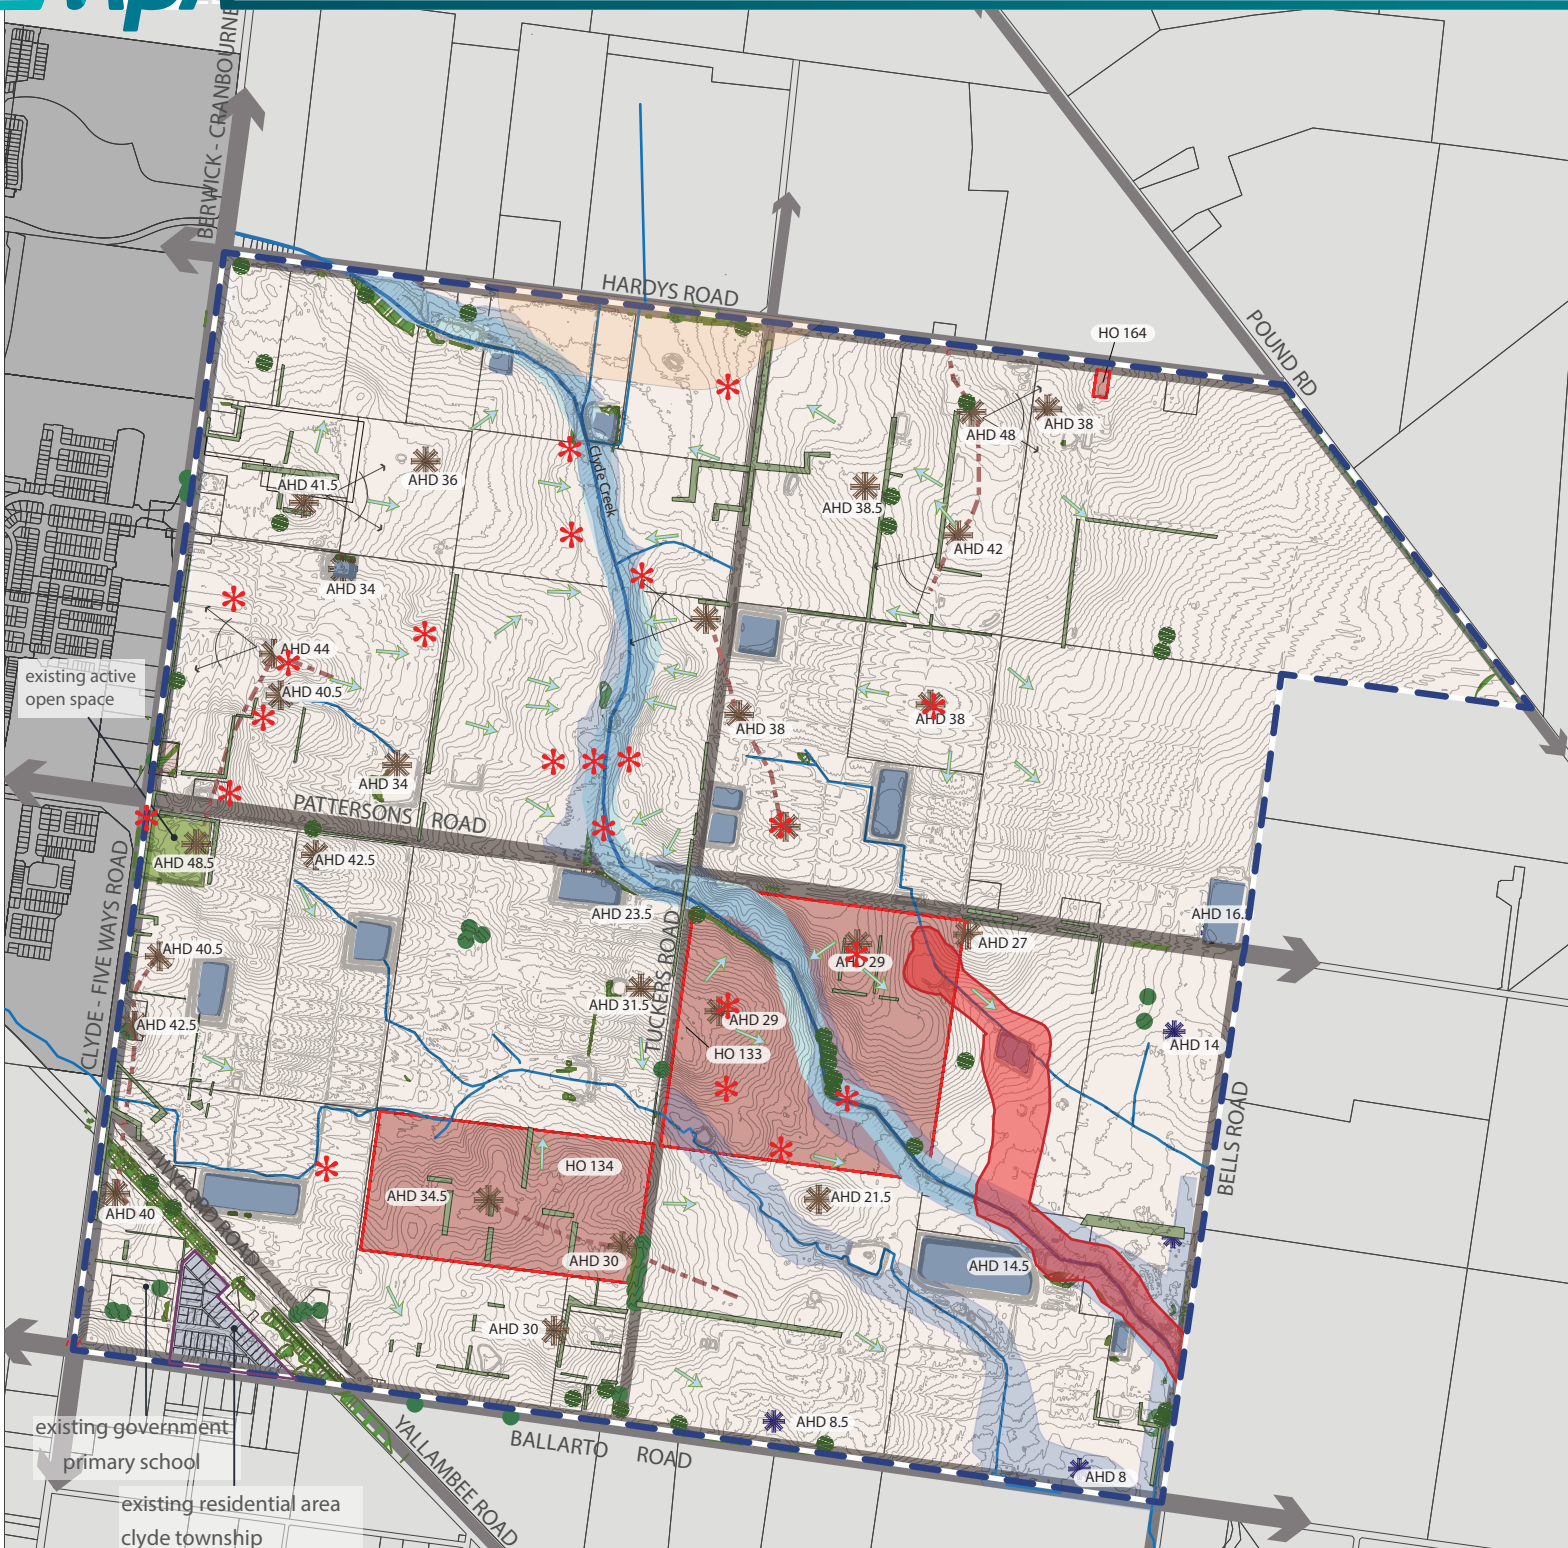 BERWICK - CRANBOURNE
HARDYS ROAD
POUND RD
HO 164
AHD 48
AHD 38
AHD 36
AHD 41.5
Clyde Creek
AHD 38.5
AHD 42
AHD 34
AHD 44
existing active
open space
AHD 40.5
AHD 38
AHD 38
AHD 34
PATTERSONS ROAD
AHD 48.5
AHD 42.5
AHD 23.5
AHD 16.
CLYDE - FIVE WAYS ROAD
AHD 40.5
AHD 27
AHD 29
AHD 31.5
TUCKERS ROAD
AHD 29
AHD 42.5
HO 133
AHD 14
BELLS ROAD
HO 134
AHD 34.5
AHD 21.5
AHD 40
TWYFORD ROAD
AHD 30
AHD 14.5
AHD 30
AHD 8.5
existing government
primary school
YALLAMBEE ROAD
BALLARTO ROAD
AHD 8
existing residential area
clyde township